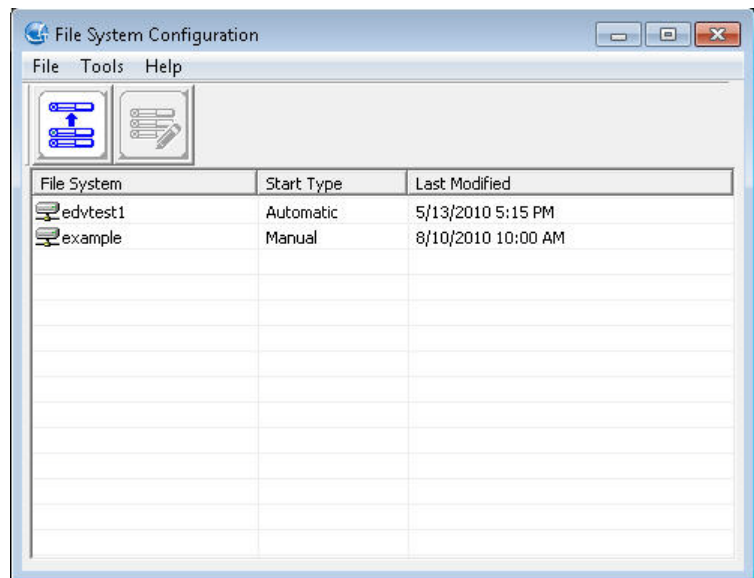 File System Configuration
File Tools Help
File System Start Type Last Modified
edvtest1 Automatic 5/13/2010 5:15 PM
example Manual 8/10/2010 10:00 AM